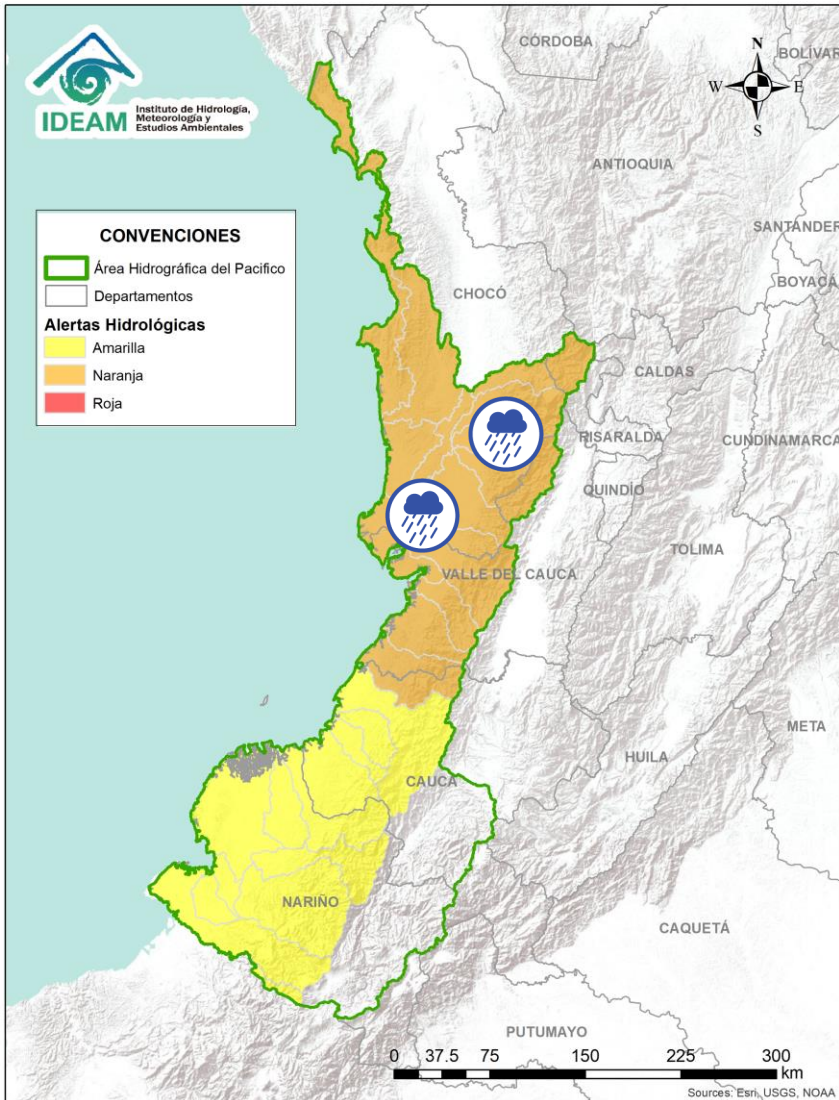 CÓRDOBA
BOLÍVAR
N
W
E
S
IDEAM
Instituto de Hidrología,
Meteorología y
Estudios Ambientales
ANTIOQUIA
CONVENCIONES
Área Hidrográfica del Pacifico
Departamentos
Alertas Hidrológicas
Amarilla
Naranja
Roja
SANTANDER
BOYACÁ
CHOCÓ
CALDAS
RISARALDA
CUNDINAMARCA
QUINDÍO
TOLIMA
VALLE DEL CAUCA
META
HUILA
CAUCA
NARIÑO
CAQUETÁ
PUTUMAYO
0 37.5 75 150 225 300
km
Sources: Esri, USGS, NOAA